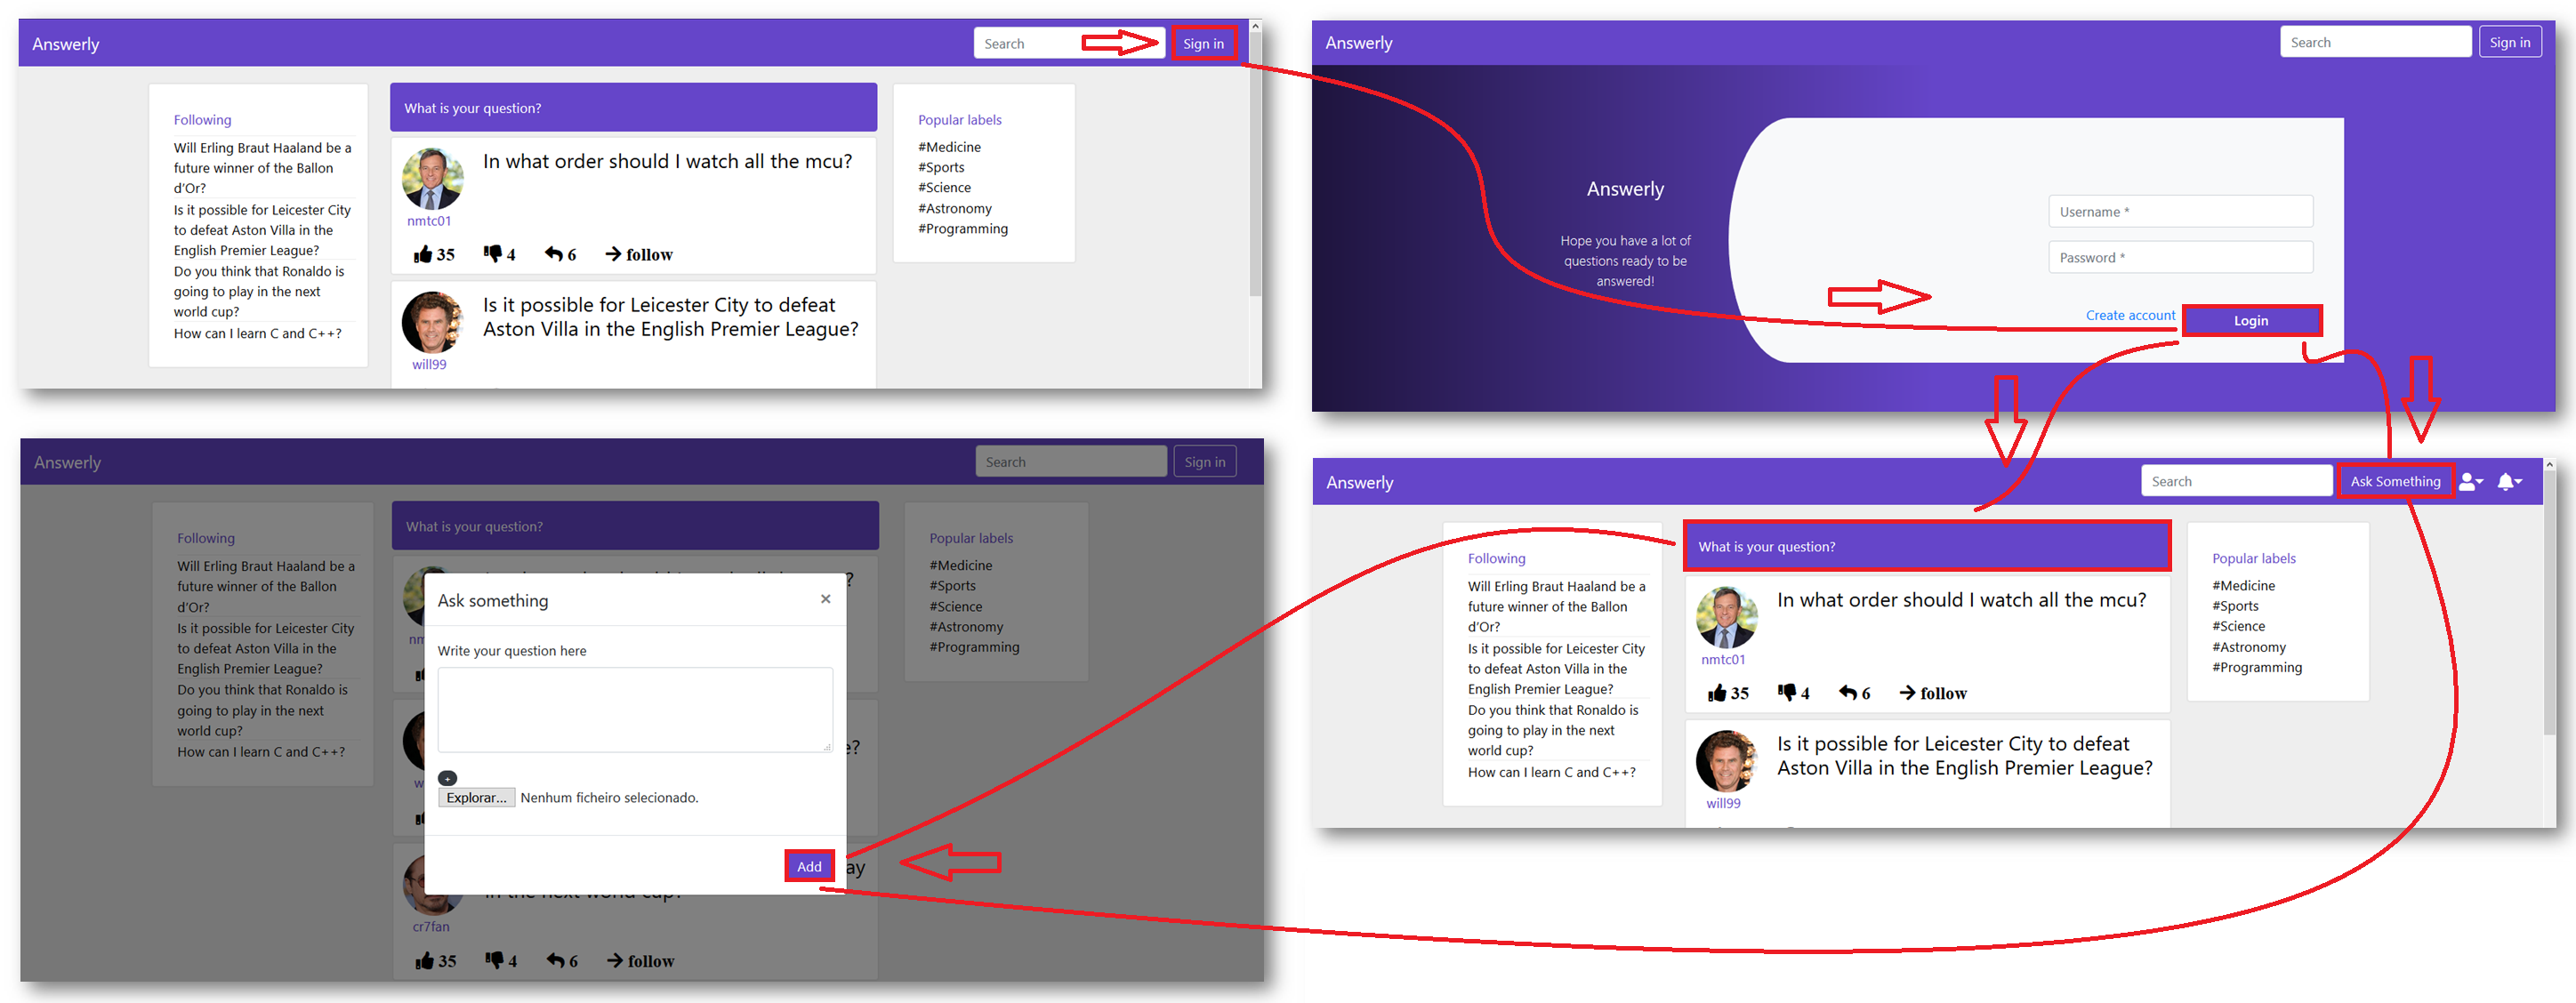 Answerly
Search
Sign in
Following
Will Erling Braut Haaland be a
future winner of the Ballon
d'Or?
Is it possible for Leicester City
to defeat Aston Villa in the
English Premier League?
Do you think that Ronaldo is
going to play in the next
world cup?
How can I learn C and C++?
What is your question?
In what order should I watch all the mcu?
nmtc01
35 4 6 follow
Is it possible for Leicester City to defeat
Aston Villa in the English Premier League?
will99
Popular labels
#Medicine
#Sports
#Science
#Astronomy
#Programming
Answerly
Search
Sign in
Answerly
Hope you have a lot of
questions ready to be
answered!
Username *
Password *
Create account
Login
Answerly
Search
Sign in
Following
Will Erling Braut Haaland be a
future winner of the Ballon
d'Or?
Is it possible for Leicester City
to defeat Aston Villa in the
English Premier League?
Do you think that Ronaldo is
going to play in the next
world cup?
How can I learn C and C++?
What is your question?
Ask something
×
Write your question here
+
Explorar... Nenhum ficheiro selecionado.
Add
in the next world cup?
cr7fan
35 4 6 follow
Popular labels
#Medicine
#Sports
#Science
#Astronomy
#Programming
Answerly
Search
Ask Something
Following
Will Erling Braut Haaland be a
future winner of the Ballon
d'Or?
Is it possible for Leicester City
to defeat Aston Villa in the
English Premier League?
Do you think that Ronaldo is
going to play in the next
world cup?
How can I learn C and C++?
What is your question?
In what order should I watch all the mcu?
nmtc01
35 4 6 follow
Is it possible for Leicester City to defeat
Aston Villa in the English Premier League?
will99
Popular labels
#Medicine
#Sports
#Science
#Astronomy
#Programming